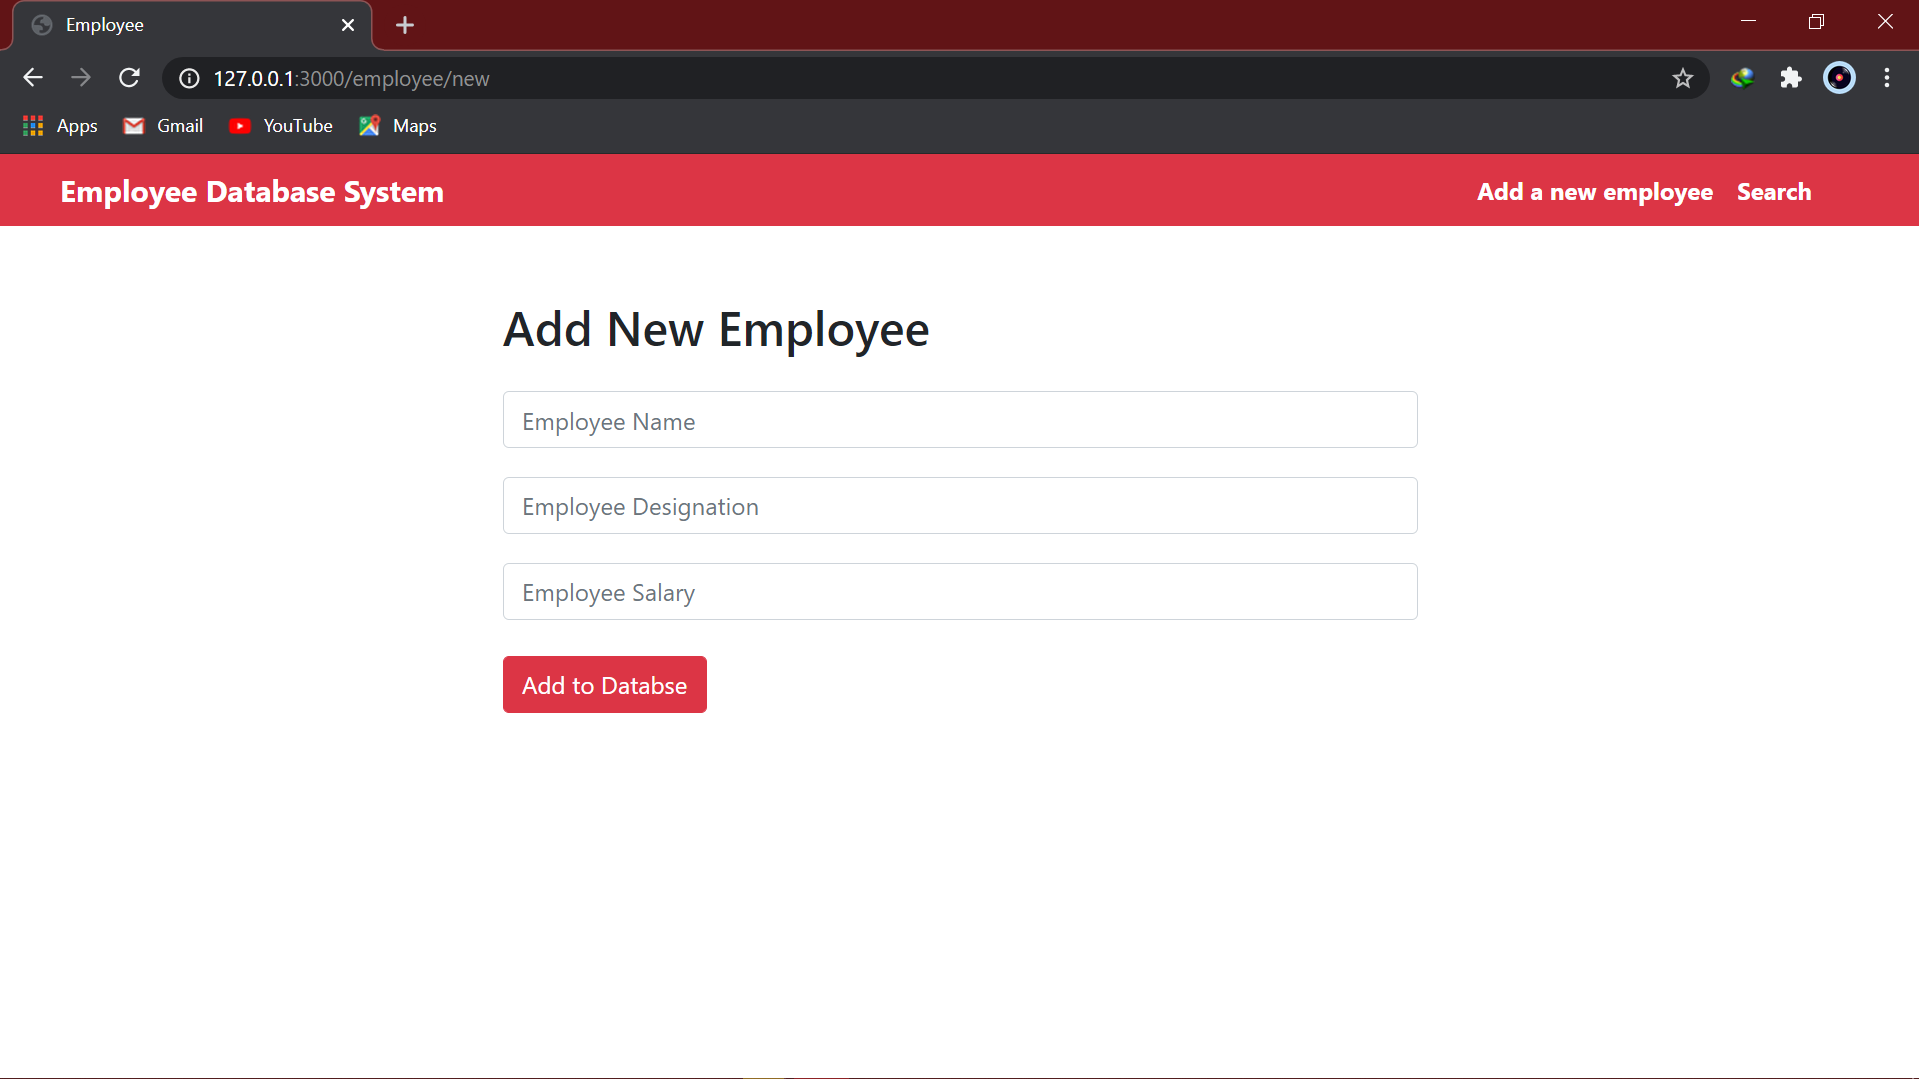 Employee
127.0.0.1:3000/employee/new
Apps Gmail YouTube Maps
Employee Database System Add a new employee Search
Add New Employee
Employee Name
Employee Designation
Employee Salary
Add to Databse